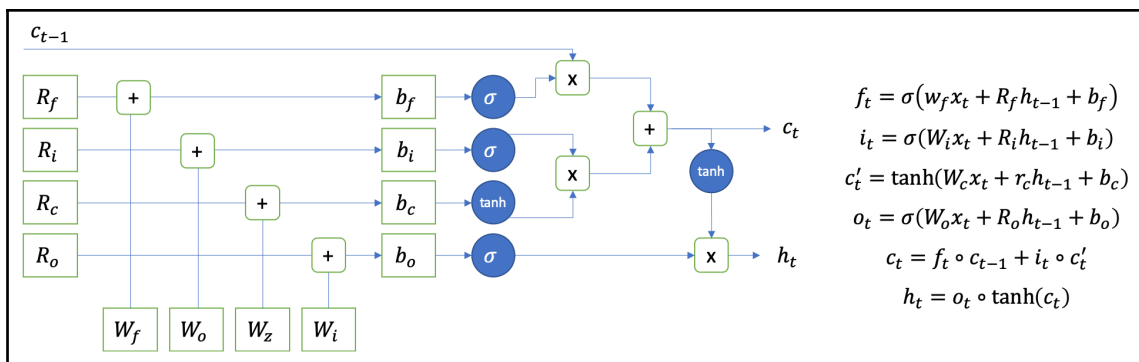 c_{t-1}
R_f + b_f σ x
R_i + b_i σ + c_t
R_c + b_c tanh x tanh
R_o + b_o σ x h_t
W_f W_o W_z W_i
f_t = σ(w_f x_t + R_f h_{t-1} + b_f)
i_t = σ(W_i x_t + R_i h_{t-1} + b_i)
c'_t = tanh(W_c x_t + r_c h_{t-1} + b_c)
o_t = σ(W_o x_t + R_o h_{t-1} + b_o)
c_t = f_t ∘ c_{t-1} + i_t ∘ c'_t
h_t = o_t ∘ tanh(c_t)